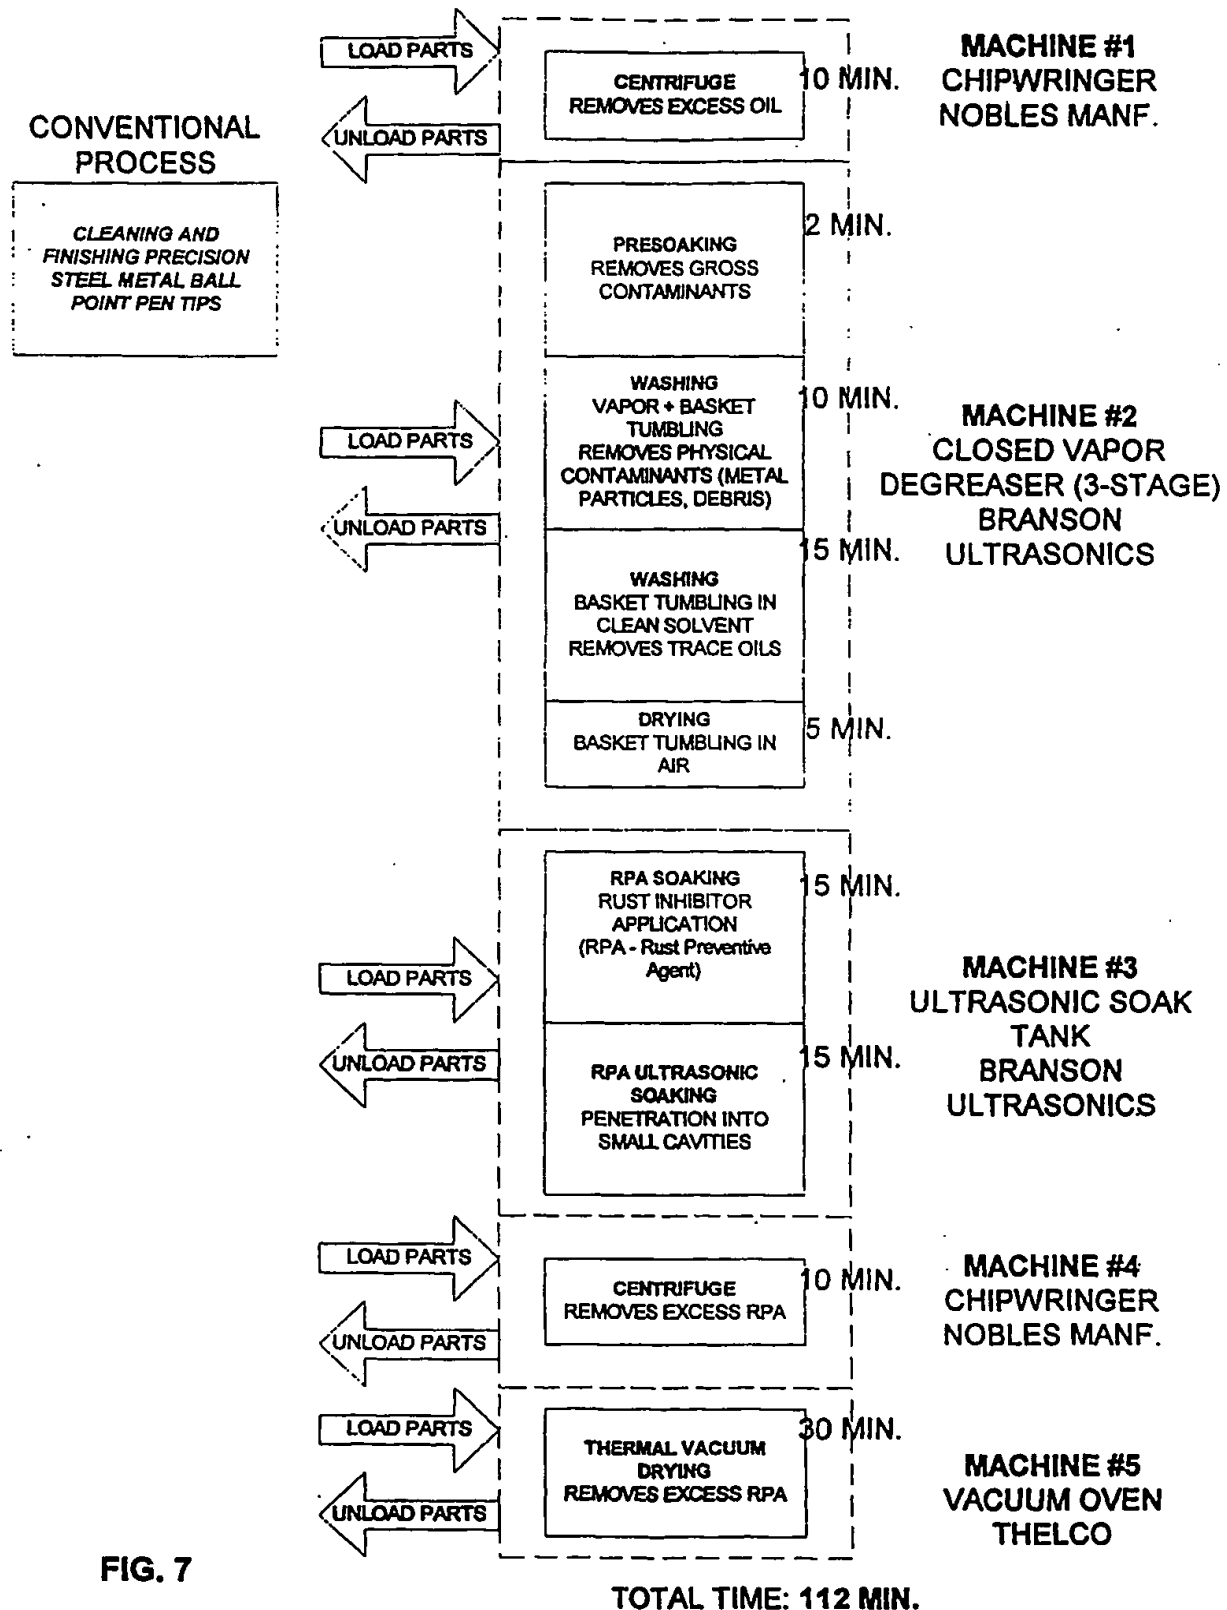 CONVENTIONAL
PROCESS
CLEANING AND
FINISHING PRECISION
STEEL METAL BALL
POINT PEN TIPS
LOAD PARTS
UNLOAD PARTS
CENTRIFUGE
REMOVES EXCESS OIL
10 MIN.
MACHINE #1
CHIPWRINGER
NOBLES MANF.
PRESOAKING
REMOVES GROSS
CONTAMINANTS
2 MIN.
WASHING
VAPOR + BASKET
TUMBLING
REMOVES PHYSICAL
CONTAMINANTS (METAL
PARTICLES, DEBRIS)
10 MIN.
LOAD PARTS
UNLOAD PARTS
WASHING
BASKET TUMBLING IN
CLEAN SOLVENT
REMOVES TRACE OILS
15 MIN.
DRYING
BASKET TUMBLING IN
AIR
5 MIN.
MACHINE #2
CLOSED VAPOR
DEGREASER (3-STAGE)
BRANSON
ULTRASONICS
RPA SOAKING
RUST INHIBITOR
APPLICATION
(RPA - Rust Preventive
Agent)
15 MIN.
LOAD PARTS
UNLOAD PARTS
RPA ULTRASONIC
SOAKING
PENETRATION INTO
SMALL CAVITIES
15 MIN.
MACHINE #3
ULTRASONIC SOAK
TANK
BRANSON
ULTRASONICS
LOAD PARTS
UNLOAD PARTS
CENTRIFUGE
REMOVES EXCESS RPA
10 MIN.
MACHINE #4
CHIPWRINGER
NOBLES MANF.
LOAD PARTS
UNLOAD PARTS
THERMAL VACUUM
DRYING
REMOVES EXCESS RPA
30 MIN.
MACHINE #5
VACUUM OVEN
THELCO
FIG. 7
TOTAL TIME: 112 MIN.